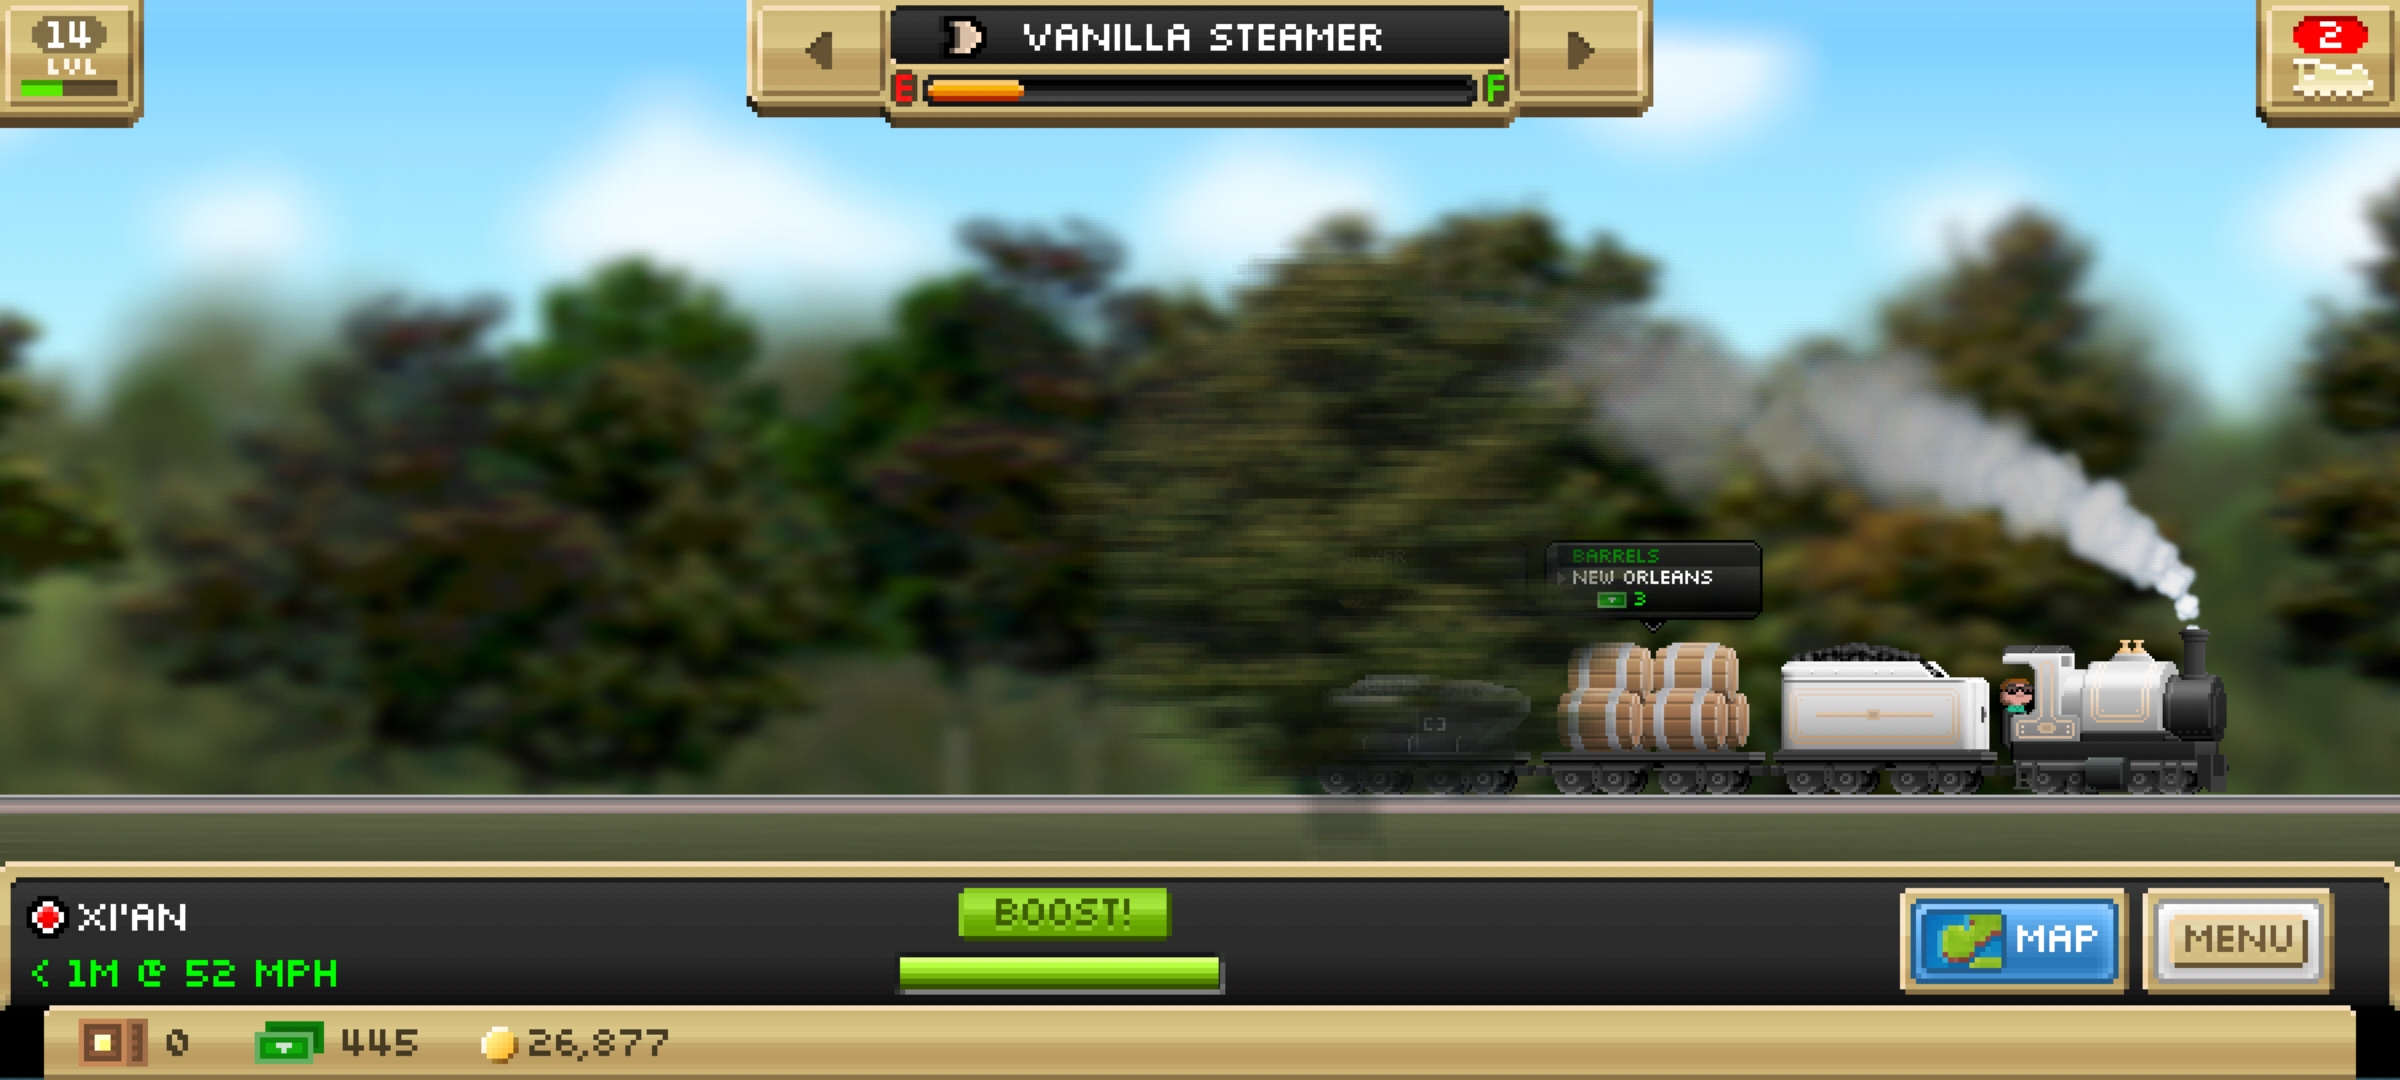 14
LVL
VANILLA STEAMER
E F
2
BARRELS
NEW ORLEANS
3
XI'AN
< 1M @ 52 MPH
BOOST!
MAP
MENU
0
445
26,877